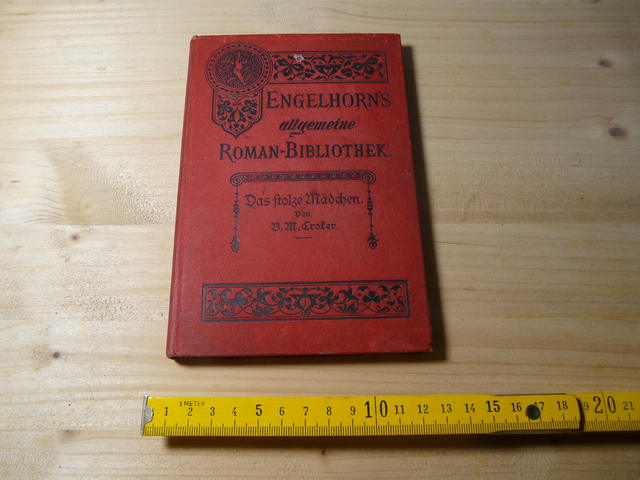 ENGELHORN'S
allgemeine
ROMAN-BIBLIOTHEK.
Das stolze Mädchen.
Von
B. M. Croker.
1 METER
1 2 3 4 5 6 7 8 9 10 11 12 13 14 15 16 17 18 19 20 21